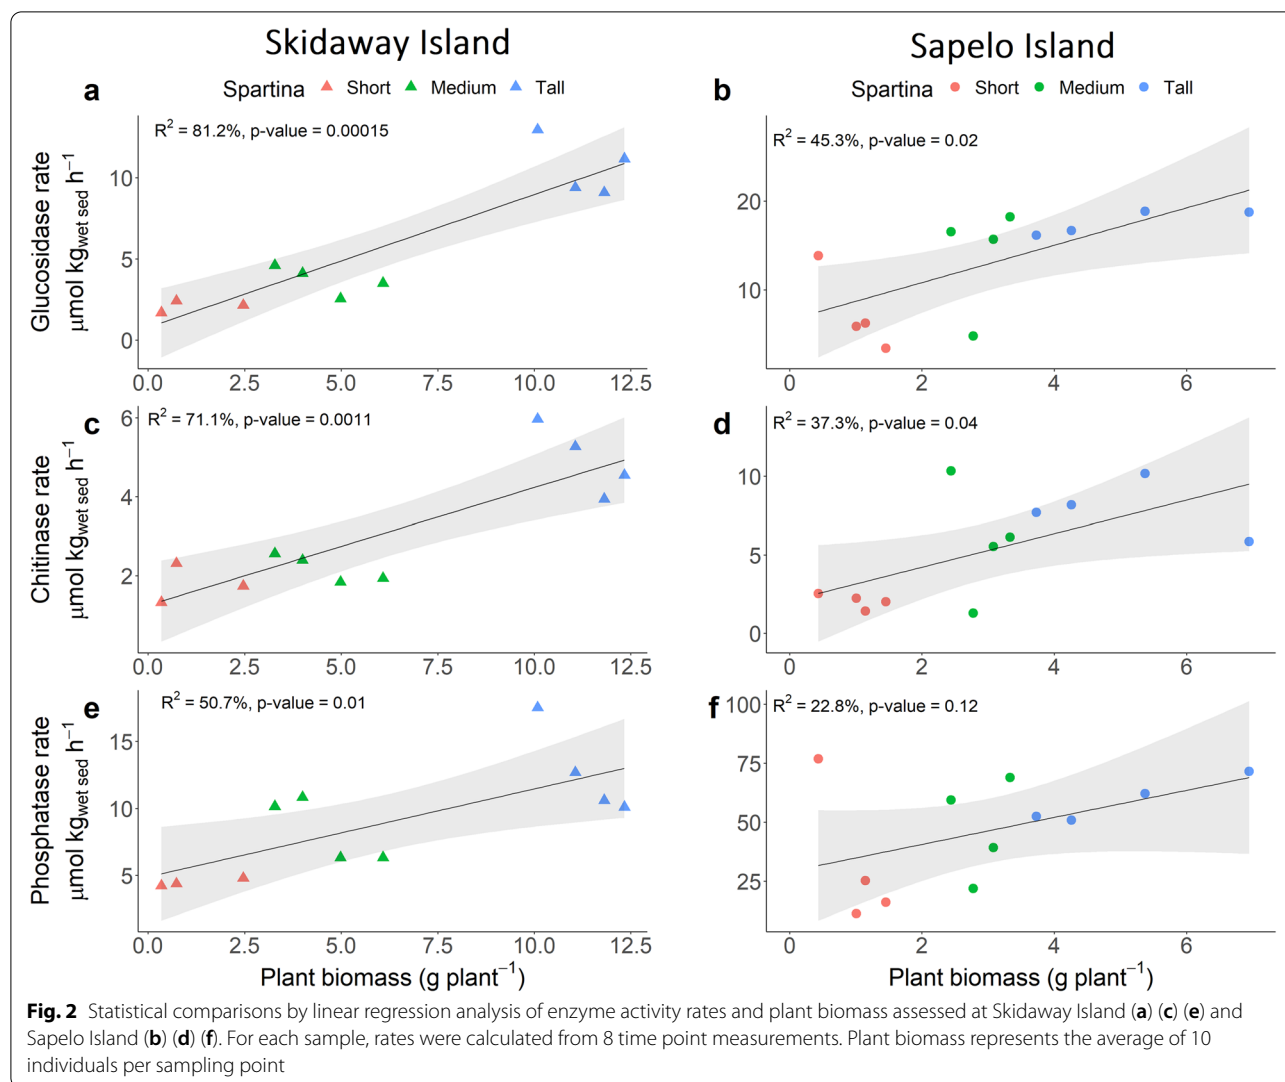 Skidaway Island
Sapelo Island
Spartina Short Medium Tall
Spartina Short Medium Tall
a
R² = 81.2%, p-value = 0.00015
Glucosidase rate
μmol kg wet sed h⁻¹
10
5
0
0.0 2.5 5.0 7.5 10.0 12.5
b
R² = 45.3%, p-value = 0.02
20
10
0 2 4 6
c
R² = 71.1%, p-value = 0.0011
Chitinase rate
μmol kg wet sed h⁻¹
6
4
2
0.0 2.5 5.0 7.5 10.0 12.5
d
R² = 37.3%, p-value = 0.04
10
5
0
0 2 4 6
e
R² = 50.7%, p-value = 0.01
Phosphatase rate
μmol kg wet sed h⁻¹
15
10
5
0.0 2.5 5.0 7.5 10.0 12.5
Plant biomass (g plant⁻¹)
f
R² = 22.8%, p-value = 0.12
100
75
50
25
0 2 4 6
Plant biomass (g plant⁻¹)
Fig. 2 Statistical comparisons by linear regression analysis of enzyme activity rates and plant biomass assessed at Skidaway Island (a) (c) (e) and
Sapelo Island (b) (d) (f). For each sample, rates were calculated from 8 time point measurements. Plant biomass represents the average of 10
individuals per sampling point